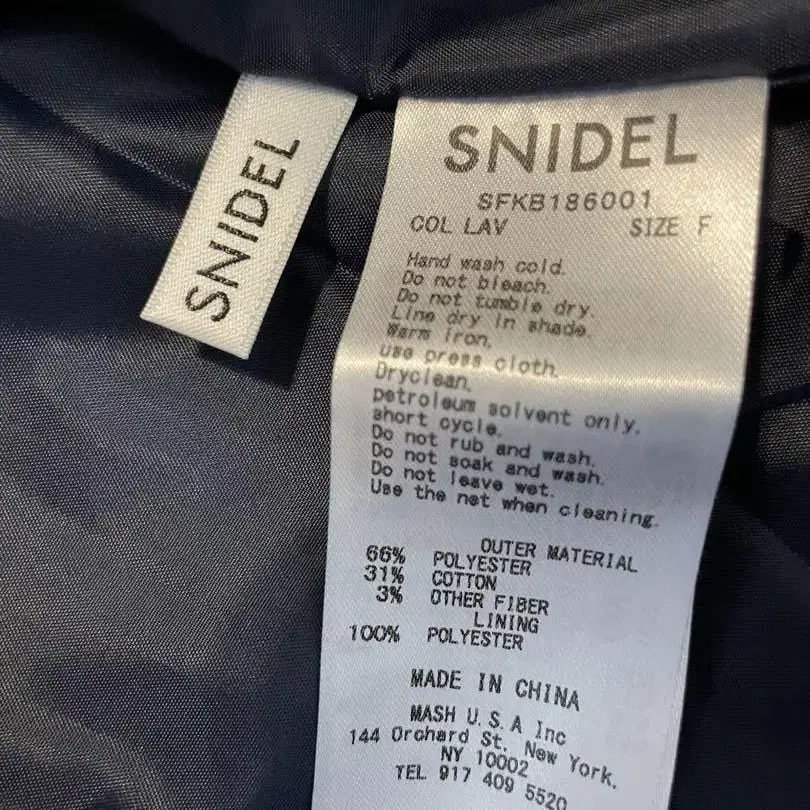 SNIDEL
SNIDEL
SFKB186001
COL LAV SIZE F
Hand wash cold.
Do not bleach.
Do not tumble dry.
Line dry in shade.
Warm iron.
use press cloth.
Dryclean.
petroleum solvent only.
short cycle.
Do not rub and wash.
Do not soak and wash.
Do not leave wet.
Use the net when cleaning.
OUTER MATERIAL
66% POLYESTER
31% COTTON
3% OTHER FIBER
LINING
100% POLYESTER
MADE IN CHINA
MASH U.S.A Inc
144 Orchard St. New York.
NY 10002
TEL 917 409 5520